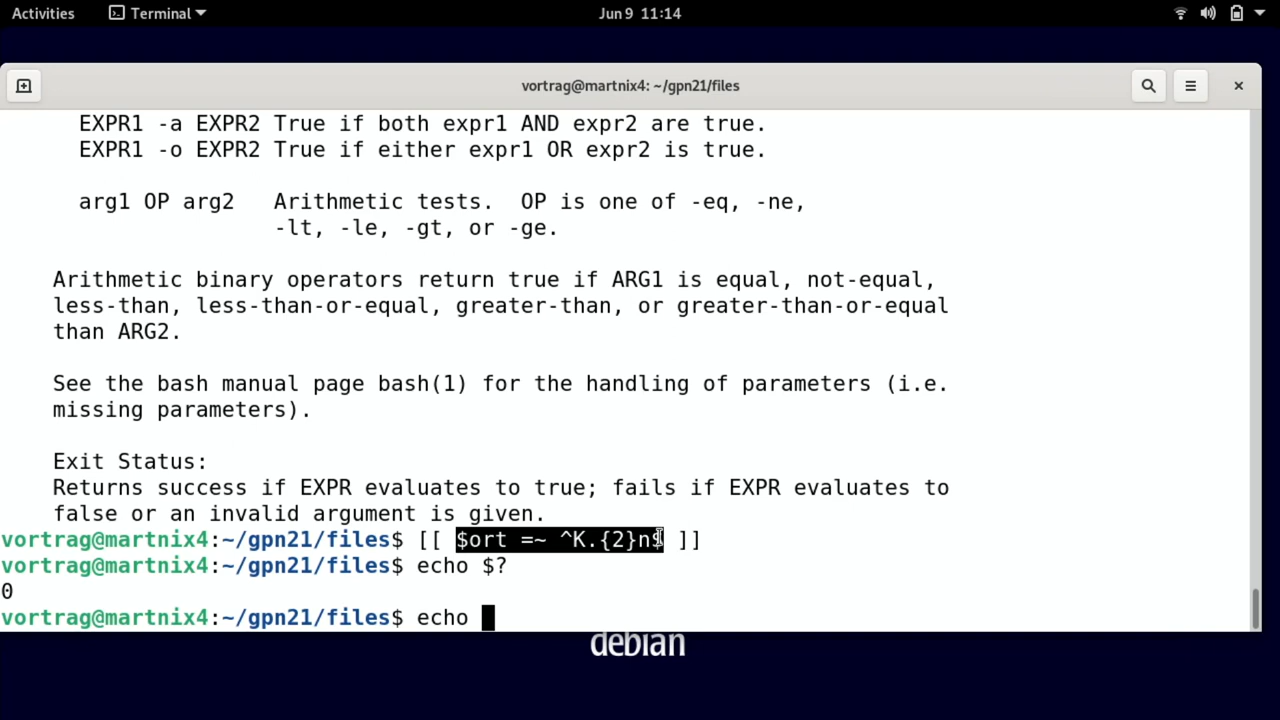 Activities Terminal Jun 9 11:14
vortrag@martnix4: ~/gpn21/files
EXPR1 -a EXPR2 True if both expr1 AND expr2 are true.
EXPR1 -o EXPR2 True if either expr1 OR expr2 is true.
arg1 OP arg2 Arithmetic tests. OP is one of -eq, -ne,
-lt, -le, -gt, or -ge.
Arithmetic binary operators return true if ARG1 is equal, not-equal,
less-than, less-than-or-equal, greater-than, or greater-than-or-equal
than ARG2.
See the bash manual page bash(1) for the handling of parameters (i.e.
missing parameters).
Exit Status:
Returns success if EXPR evaluates to true; fails if EXPR evaluates to
false or an invalid argument is given.
vortrag@martnix4:~/gpn21/files$ [[ $ort =~ ^K.{2}n$ ]]
vortrag@martnix4:~/gpn21/files$ echo $?
0
vortrag@martnix4:~/gpn21/files$ echo
debian